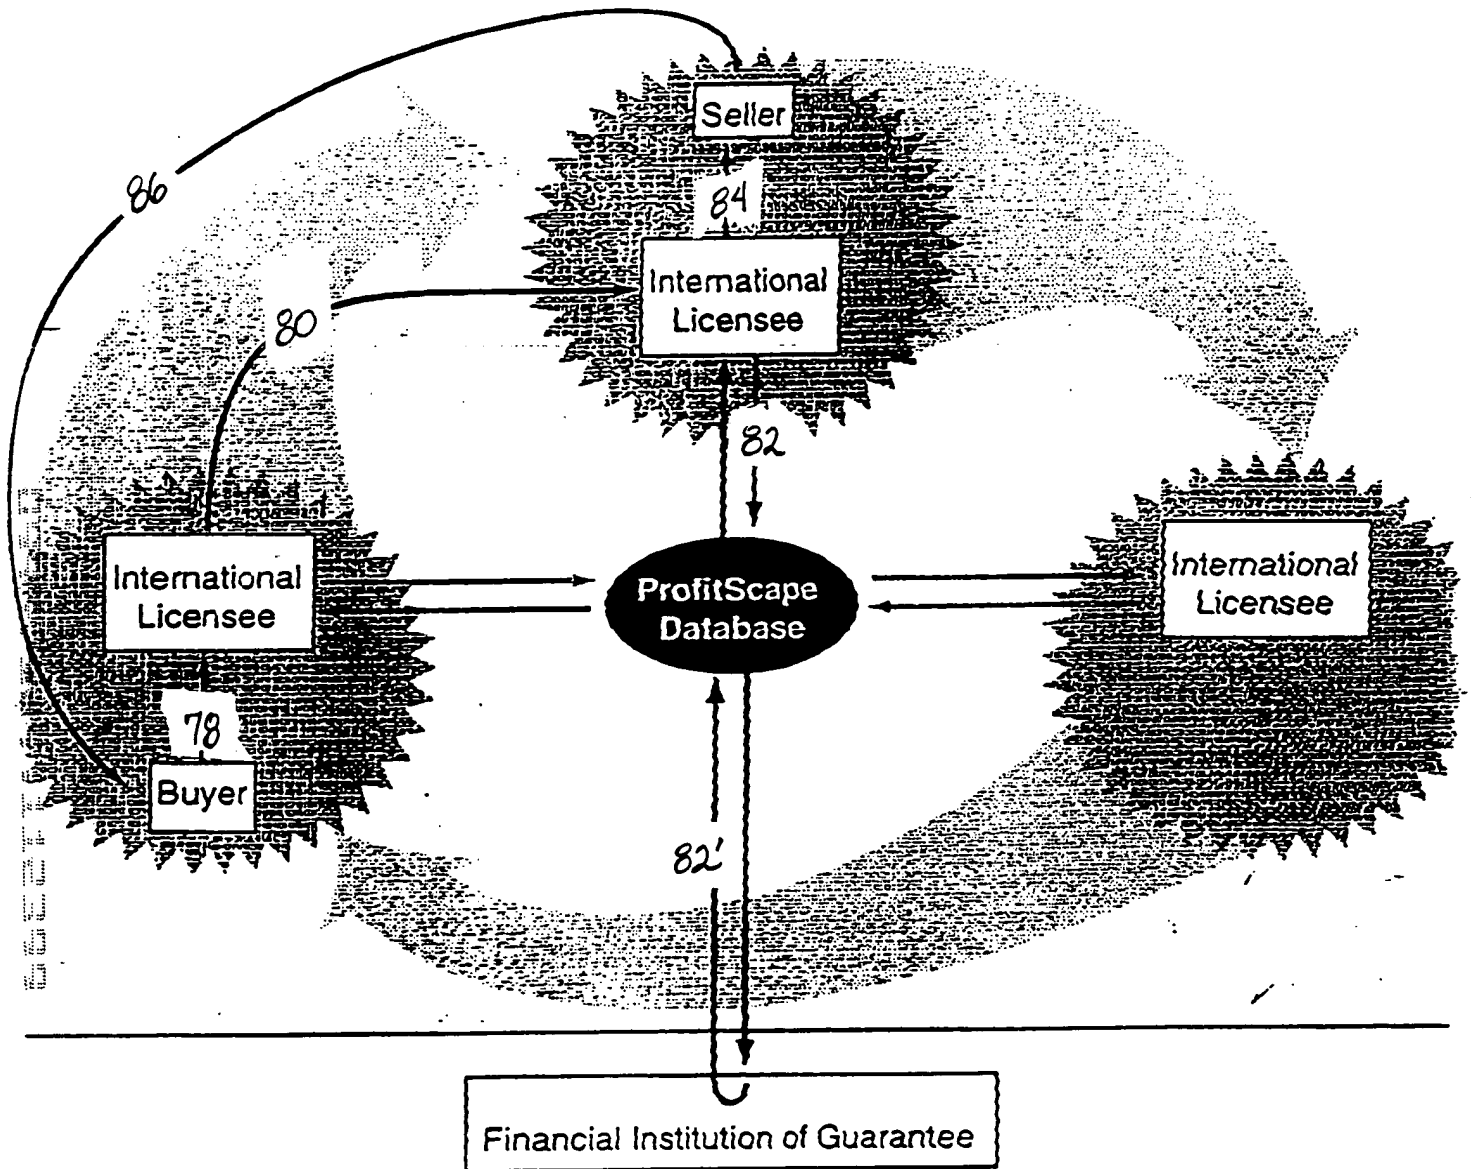 Seller
86
84
International
Licensee
80
82
International
Licensee
ProfitScape
Database
International
Licensee
78
Buyer
82'
Financial Institution of Guarantee